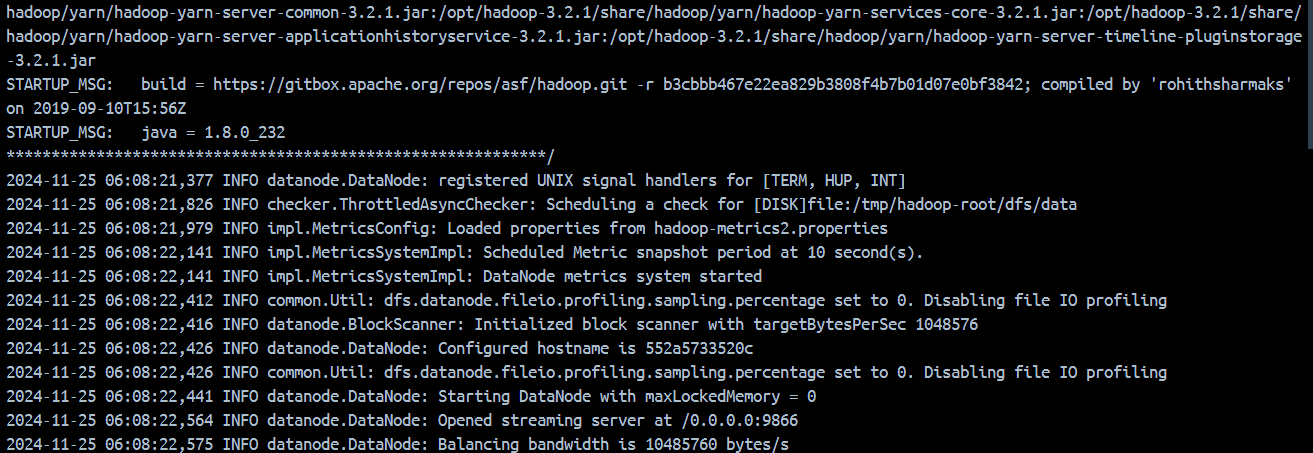 hadoop/yarn/hadoop-yarn-server-common-3.2.1.jar:/opt/hadoop-3.2.1/share/hadoop/yarn/hadoop-yarn-services-core-3.2.1.jar:/opt/hadoop-3.2.1/share/
hadoop/yarn/hadoop-yarn-server-applicationhistoryservice-3.2.1.jar:/opt/hadoop-3.2.1/share/hadoop/yarn/hadoop-yarn-server-timeline-pluginstorage
-3.2.1.jar
STARTUP_MSG:   build = https://gitbox.apache.org/repos/asf/hadoop.git -r b3cbbb467e22ea829b3808f4b7b01d07e0bf3842; compiled by 'rohithsharmaks'
on 2019-09-10T15:56Z
STARTUP_MSG:   java = 1.8.0_232
************************************************************/
2024-11-25 06:08:21,377 INFO datanode.DataNode: registered UNIX signal handlers for [TERM, HUP, INT]
2024-11-25 06:08:21,826 INFO checker.ThrottledAsyncChecker: Scheduling a check for [DISK]file:/tmp/hadoop-root/dfs/data
2024-11-25 06:08:21,979 INFO impl.MetricsConfig: Loaded properties from hadoop-metrics2.properties
2024-11-25 06:08:22,141 INFO impl.MetricsSystemImpl: Scheduled Metric snapshot period at 10 second(s).
2024-11-25 06:08:22,141 INFO impl.MetricsSystemImpl: DataNode metrics system started
2024-11-25 06:08:22,412 INFO common.Util: dfs.datanode.fileio.profiling.sampling.percentage set to 0. Disabling file IO profiling
2024-11-25 06:08:22,416 INFO datanode.BlockScanner: Initialized block scanner with targetBytesPerSec 1048576
2024-11-25 06:08:22,426 INFO datanode.DataNode: Configured hostname is 552a5733520c
2024-11-25 06:08:22,426 INFO common.Util: dfs.datanode.fileio.profiling.sampling.percentage set to 0. Disabling file IO profiling
2024-11-25 06:08:22,441 INFO datanode.DataNode: Starting DataNode with maxLockedMemory = 0
2024-11-25 06:08:22,564 INFO datanode.DataNode: Opened streaming server at /0.0.0.0:9866
2024-11-25 06:08:22,575 INFO datanode.DataNode: Balancing bandwidth is 10485760 bytes/s